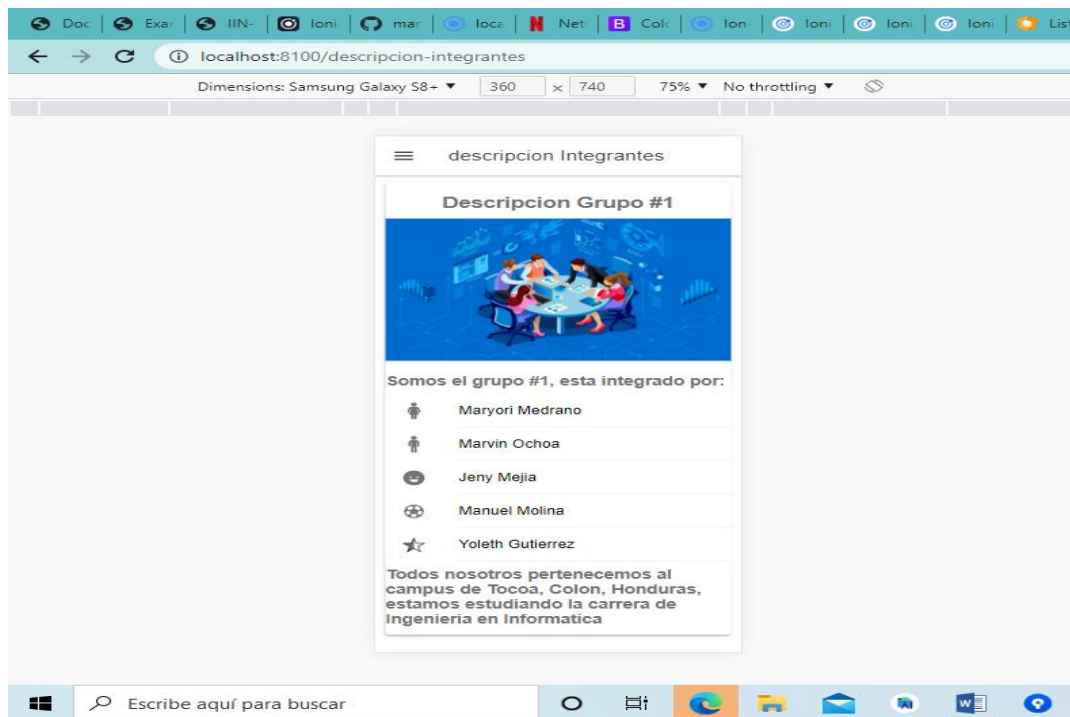 Doc
Exar
IIN-
Ioni
mar
loca
Net
B Colo
Ion-
Ioni
Ioni
Ioni
List
localhost:8100/descripcion-integrantes
Dimensions: Samsung Galaxy S8+ ▼ 360 × 740 75% ▼ No throttling ▼
descripcion Integrantes
Descripcion Grupo #1
Somos el grupo #1, esta integrado por:
Maryori Medrano
Marvin Ochoa
Jeny Mejia
Manuel Molina
Yoleth Gutierrez
Todos nosotros pertenecemos al
campus de Tocoa, Colon, Honduras,
estamos estudiando la carrera de
Ingenieria en Informatica
Escribe aquí para buscar